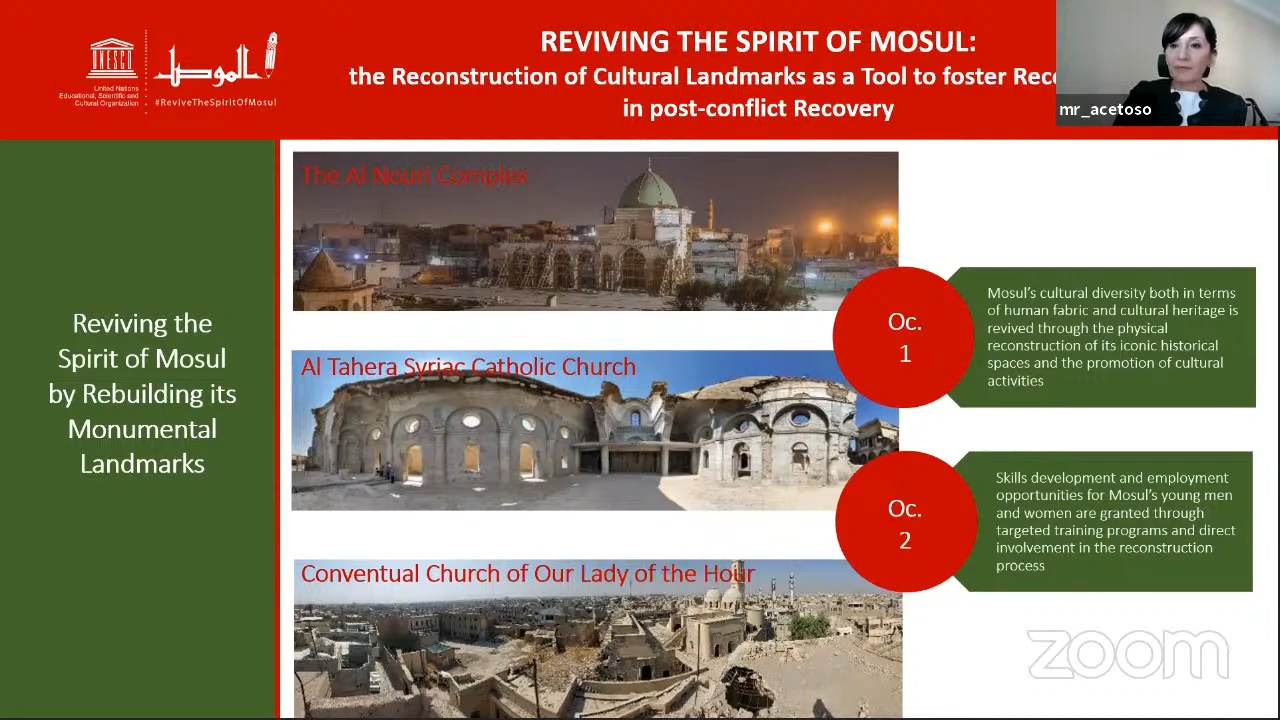 UNESCO
United Nations
Educational, Scientific and
Cultural Organization
الموصل
#ReviveTheSpiritOfMosul
REVIVING THE SPIRIT OF MOSUL:
the Reconstruction of Cultural Landmarks as a Tool to foster
in post-conflict Recovery
mr_acetoso
Reviving the
Spirit of Mosul
by Rebuilding its
Monumental
Landmarks
The Al Nouri Complex
Al Tahera Syriac Catholic Church
Conventual Church of Our Lady of the Hour
Oc.
1
Mosul's cultural diversity both in terms
of human fabric and cultural heritage is
revived through the physical
reconstruction of its iconic historical
spaces and the promotion of cultural
activities
Oc.
2
Skills development and employment
opportunities for Mosul's young men
and women are granted through
targeted training programs and direct
involvement in the reconstruction
process
zoom